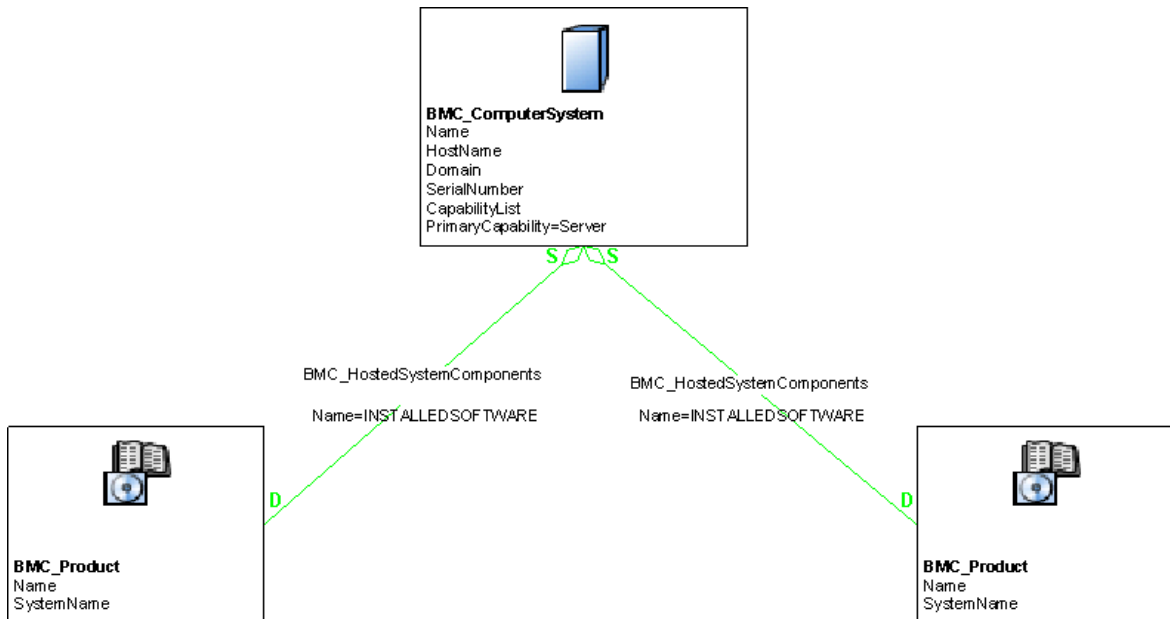 BMC_ComputerSystem
Name
HostName
Domain
SerialNumber
CapabilityList
PrimaryCapability=Server
S S
BMC_HostedSystemComponents
Name=INSTALLEDSOFTWARE
BMC_HostedSystemComponents
Name=INSTALLEDSOFTWARE
D
D
BMC_Product
Name
SystemName
BMC_Product
Name
SystemName